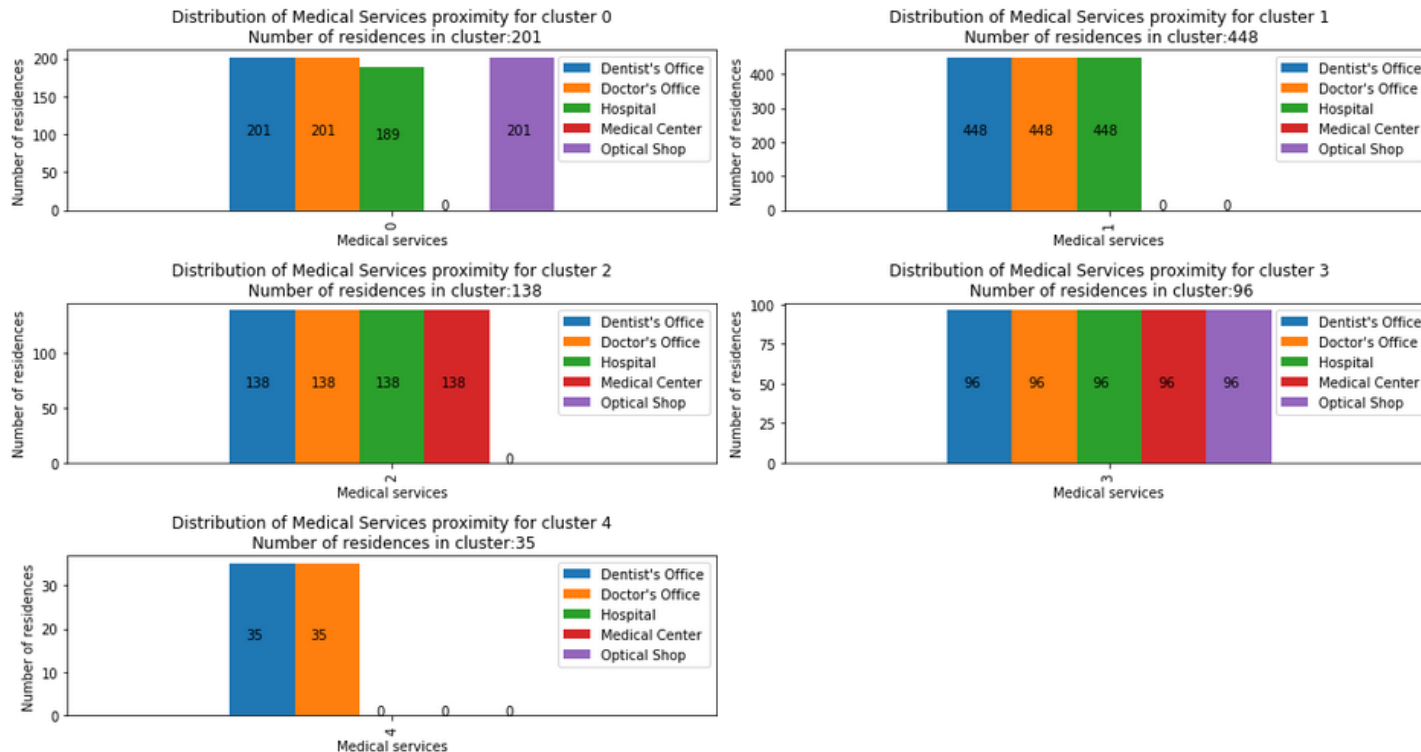 Distribution of Medical Services proximity for cluster 0
Number of residences in cluster:201
Number of residences
200
150
100
50
0
201
201
189
0
201
Dentist's Office
Doctor's Office
Hospital
Medical Center
Optical Shop
0
Medical services
Distribution of Medical Services proximity for cluster 1
Number of residences in cluster:448
Number of residences
400
300
200
100
0
448
448
448
0
0
Dentist's Office
Doctor's Office
Hospital
Medical Center
Optical Shop
1
Medical services
Distribution of Medical Services proximity for cluster 2
Number of residences in cluster:138
Number of residences
100
50
0
138
138
138
138
0
Dentist's Office
Doctor's Office
Hospital
Medical Center
Optical Shop
2
Medical services
Distribution of Medical Services proximity for cluster 3
Number of residences in cluster:96
Number of residences
100
75
50
25
0
96
96
96
96
96
Dentist's Office
Doctor's Office
Hospital
Medical Center
Optical Shop
3
Medical services
Distribution of Medical Services proximity for cluster 4
Number of residences in cluster:35
Number of residences
30
20
10
0
35
35
0
0
0
Dentist's Office
Doctor's Office
Hospital
Medical Center
Optical Shop
4
Medical services